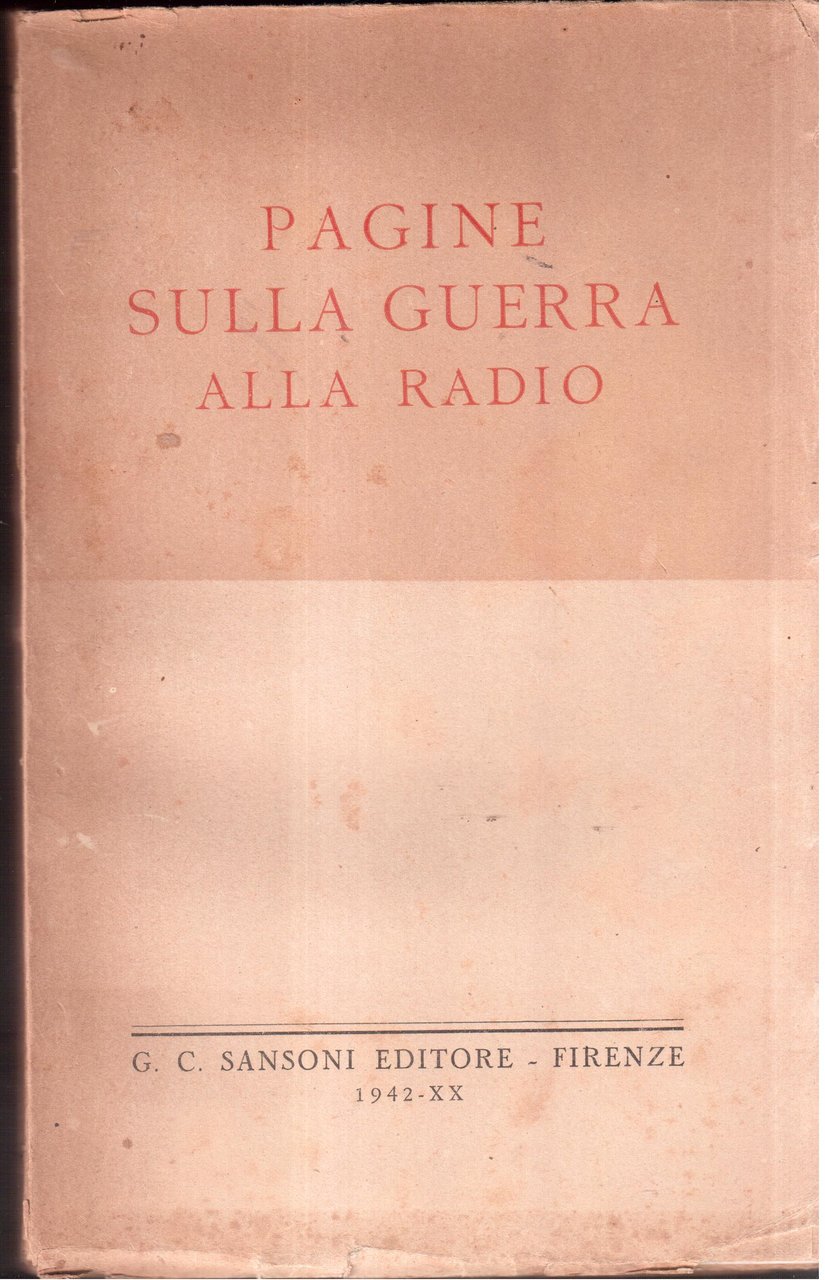 PAGINE
SULLA GUERRA
ALLA RADIO
G. C. SANSONI EDITORE - FIRENZE
1942-XX